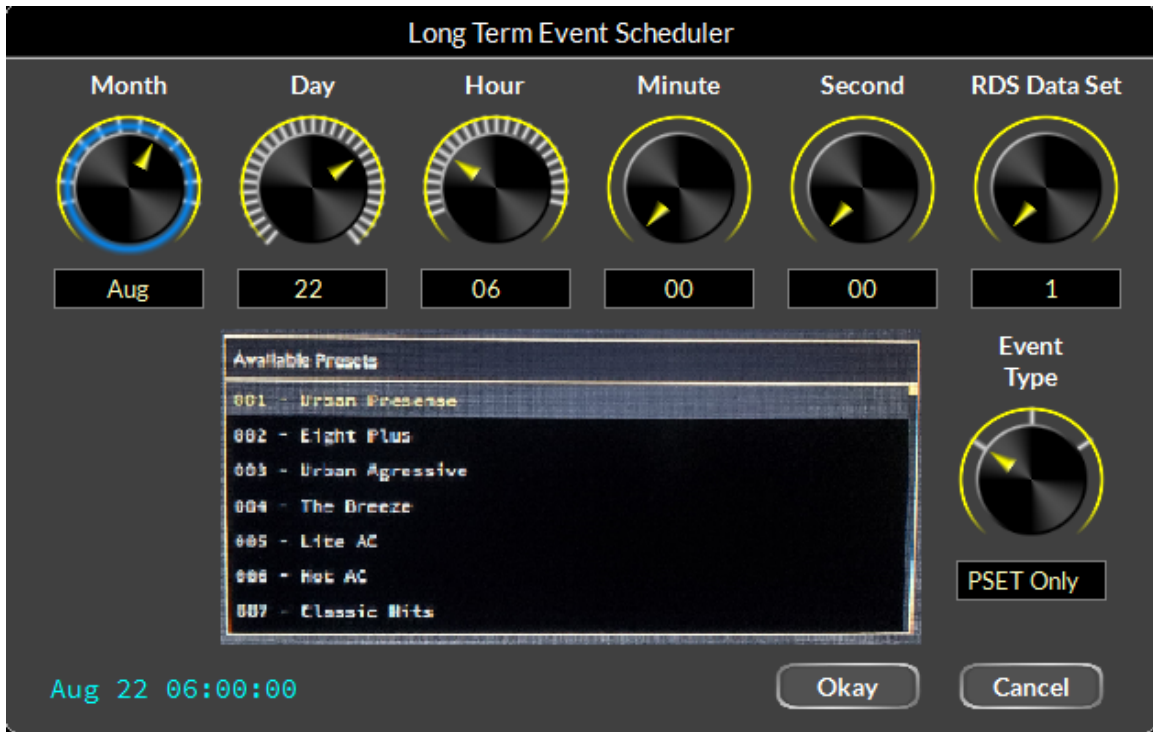 Long Term Event Scheduler
Month Day Hour Minute Second RDS Data Set
Aug 22 06 00 00 1
Available Presets
001 - Urban Presense
002 - Eight Plus
003 - Urban Agressive
004 - The Breeze
005 - Lite AC
006 - Hot AC
007 - Classic Hits
Event
Type
PSET Only
Aug 22 06:00:00
Okay Cancel